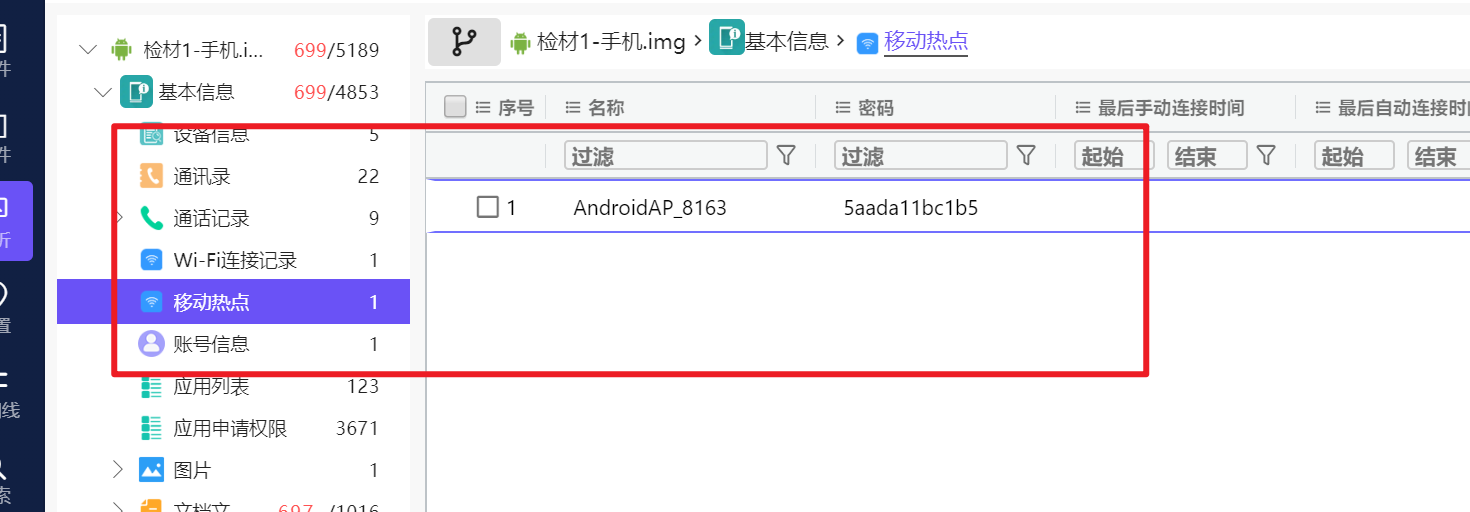 件
件
析
置
线
索
检材1-手机.i... 699/5189
基本信息 699/4853
设备信息 5
通讯录 22
通话记录 9
Wi-Fi连接记录 1
移动热点 1
账号信息 1
应用列表 123
应用申请权限 3671
图片 1
文档文 697 /1016
检材1-手机.img > 基本信息 > 移动热点
序号 名称 密码 最后手动连接时间 最后自动连接时间
过滤 过滤 起始 结束 起始 结束
1 AndroidAP_8163 5aada11bc1b5